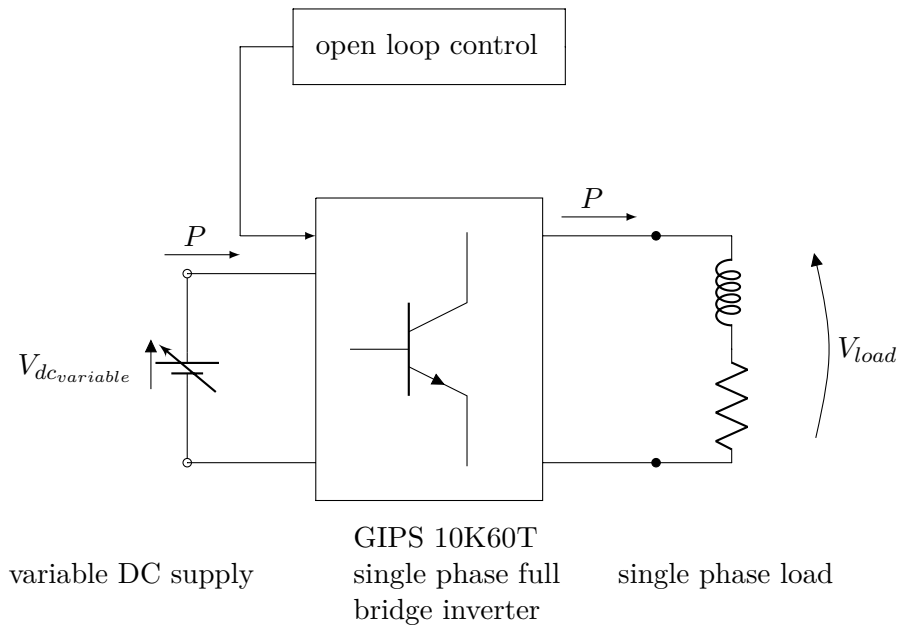 open loop control
P
P
V_{dc_{variable}}
V_{load}
GIPS 10K60T
variable DC supply
single phase full
single phase load
bridge inverter